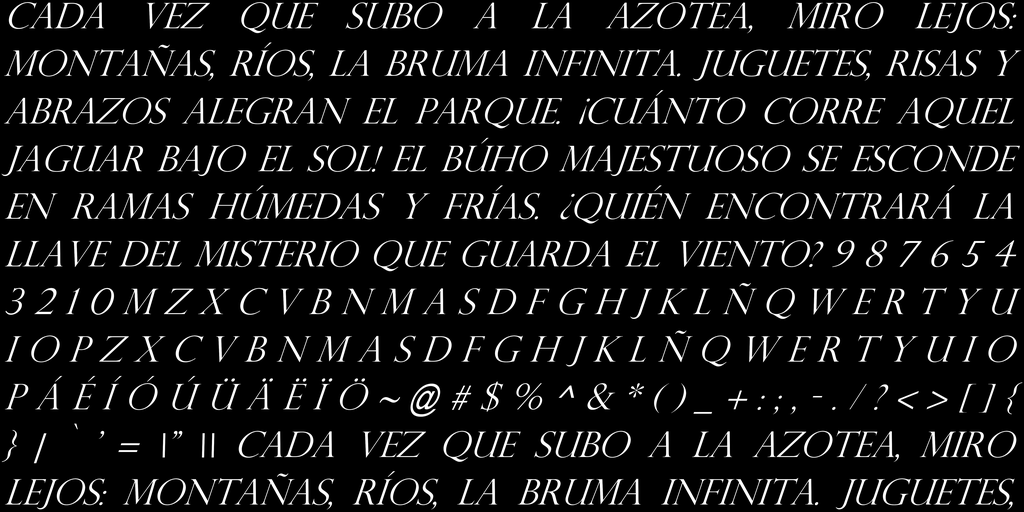 CADA VEZ QUE SUBO A LA AZOTEA, MIRO LEJOS:
MONTAÑAS, RÍOS, LA BRUMA INFINITA. JUGUETES, RISAS Y
ABRAZOS ALEGRAN EL PARQUE. ¡CUÁNTO CORRE AQUEL
JAGUAR BAJO EL SOL! EL BÚHO MAJESTUOSO SE ESCONDE
EN RAMAS HÚMEDAS Y FRÍAS. ¿QUIÉN ENCONTRARÁ LA
LLAVE DEL MISTERIO QUE GUARDA EL VIENTO? 9 8 7 6 5 4
3 2 1 0 M Z X C V B N M A S D F G H J K L Ñ Q W E R T Y U
I O P Z X C V B N M A S D F G H J K L Ñ Q W E R T Y U I O
P Á É Í Ó Ú Ü Ä Ë Ï Ö ~ @ # $ % ^ & * ( ) _ + : ; , - . / ? < > [ ] {
} | ` ' = \" \\ CADA VEZ QUE SUBO A LA AZOTEA, MIRO
LEJOS: MONTAÑAS, RÍOS, LA BRUMA INFINITA. JUGUETES,